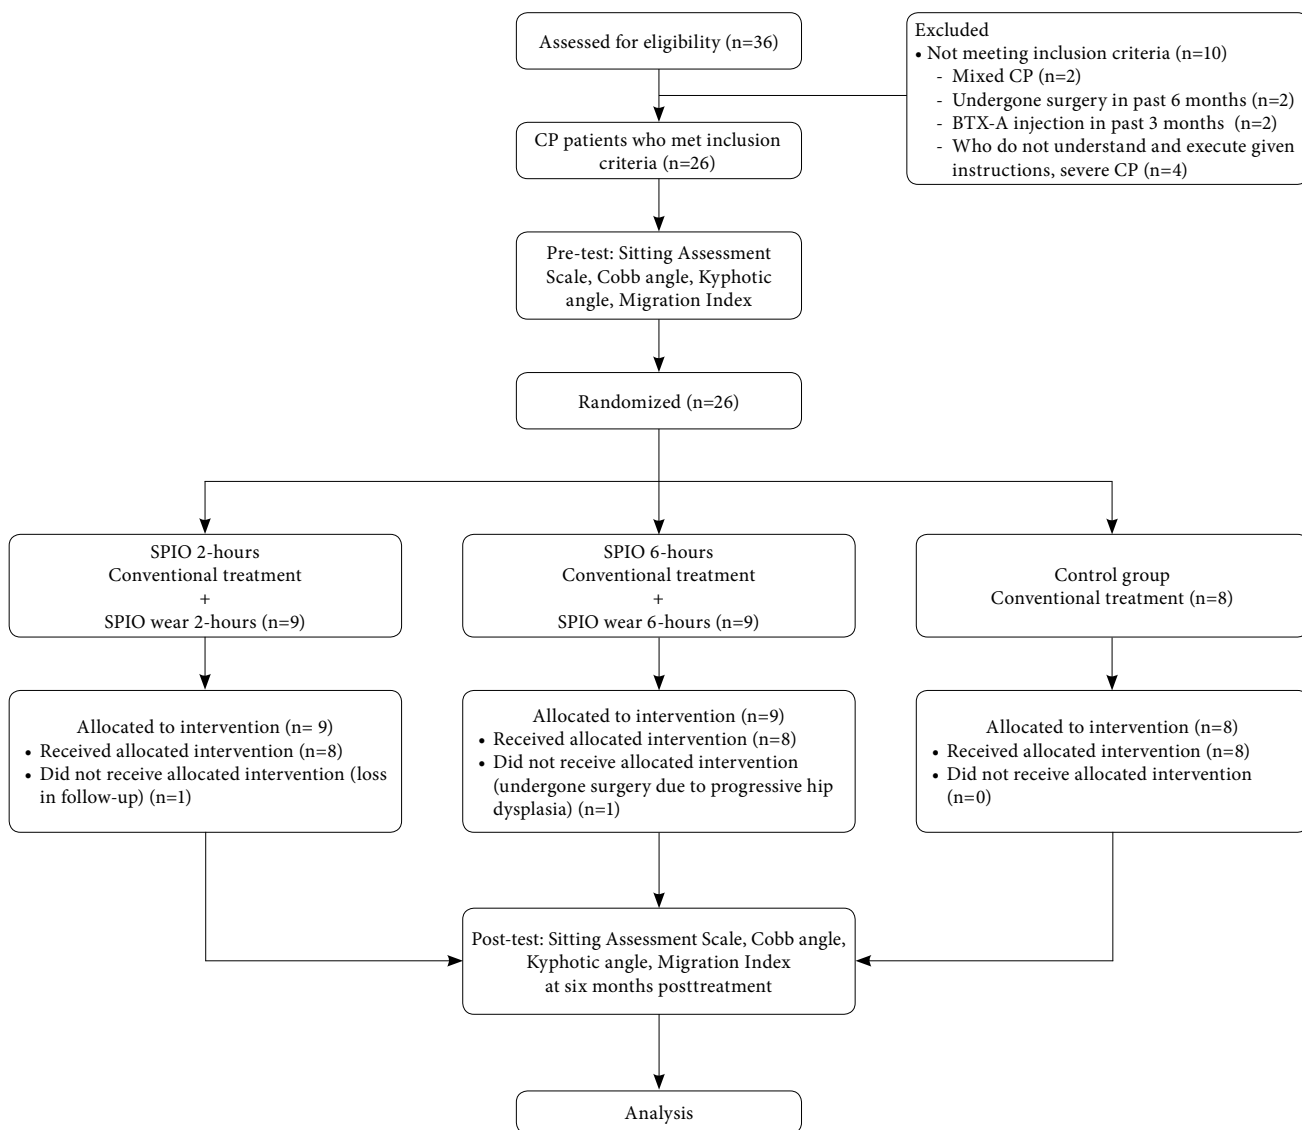 Assessed for eligibility (n=36)
Excluded
• Not meeting inclusion criteria (n=10)
- Mixed CP (n=2)
- Undergone surgery in past 6 months (n=2)
- BTX-A injection in past 3 months (n=2)
- Who do not understand and execute given
instructions, severe CP (n=4)
CP patients who met inclusion
criteria (n=26)
Pre-test: Sitting Assessment
Scale, Cobb angle, Kyphotic
angle, Migration Index
Randomized (n=26)
SPIO 2-hours
Conventional treatment
+
SPIO wear 2-hours (n=9)
SPIO 6-hours
Conventional treatment
+
SPIO wear 6-hours (n=9)
Control group
Conventional treatment (n=8)
Allocated to intervention (n= 9)
• Received allocated intervention (n=8)
• Did not receive allocated intervention (loss
in follow-up) (n=1)
Allocated to intervention (n=9)
• Received allocated intervention (n=8)
• Did not receive allocated intervention
(undergone surgery due to progressive hip
dysplasia) (n=1)
Allocated to intervention (n=8)
• Received allocated intervention (n=8)
• Did not receive allocated intervention
(n=0)
Post-test: Sitting Assessment Scale, Cobb angle,
Kyphotic angle, Migration Index
at six months posttreatment
Analysis